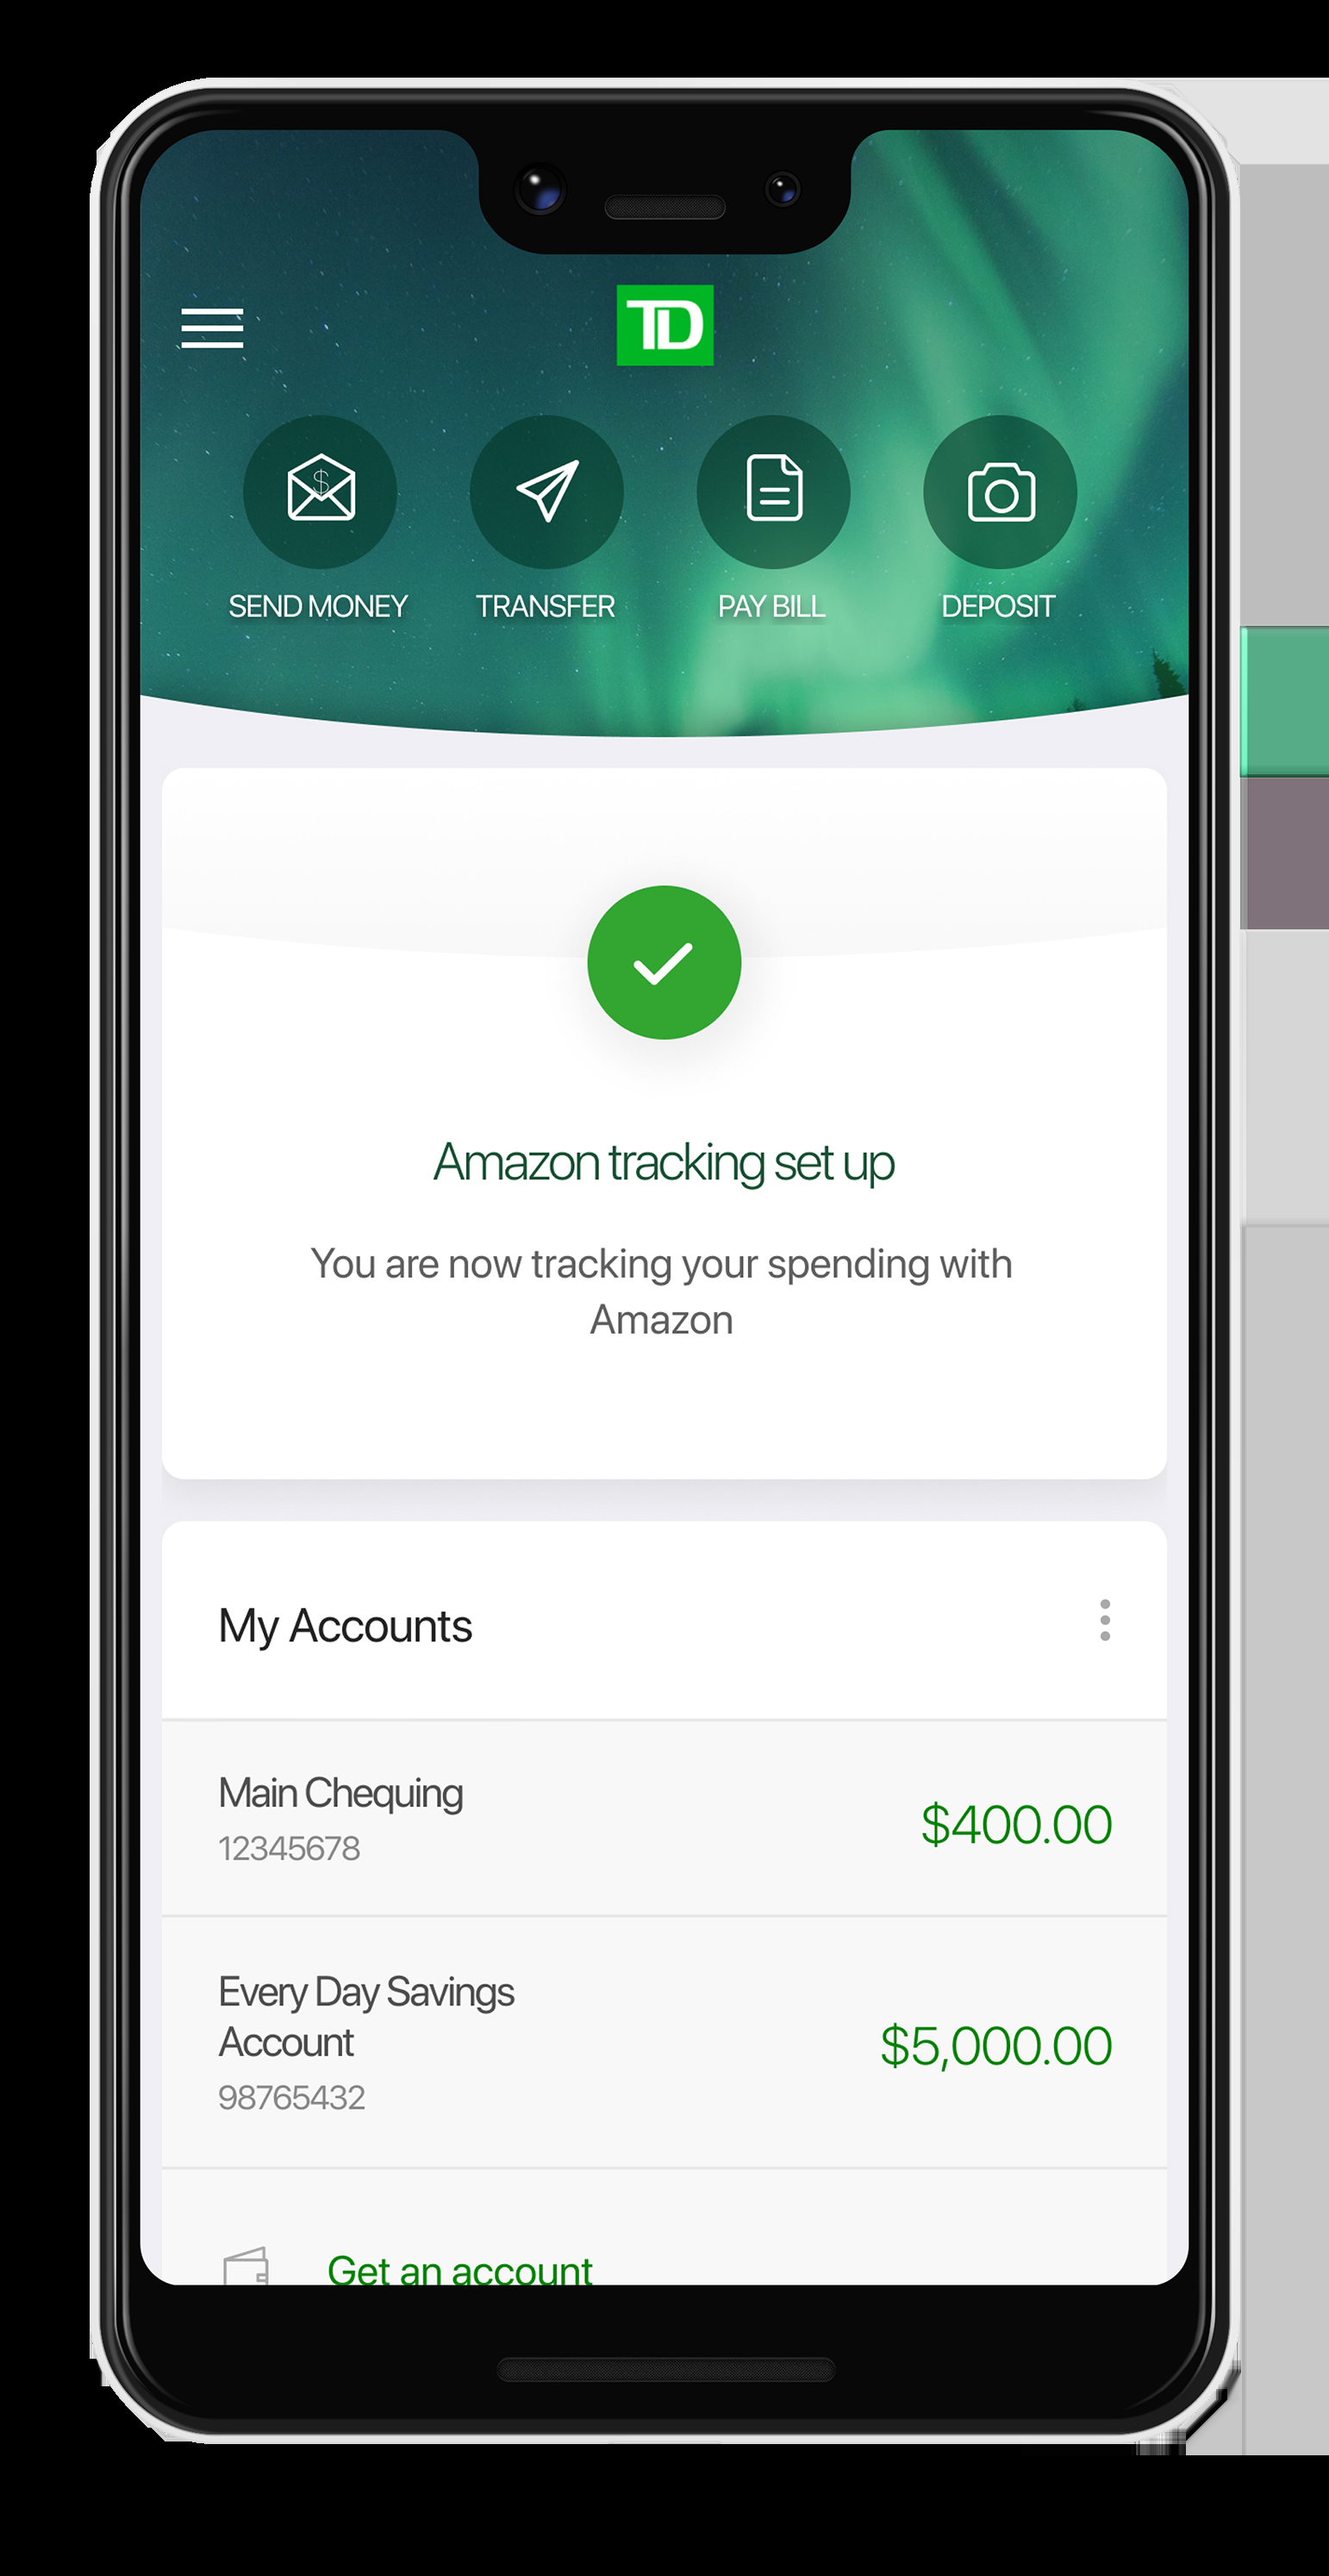 TD
SEND MONEY TRANSFER PAY BILL DEPOSIT
Amazon tracking set up
You are now tracking your spending with
Amazon
My Accounts
Main Chequing
12345678
$400.00
Every Day Savings
Account
98765432
$5,000.00
Get an account